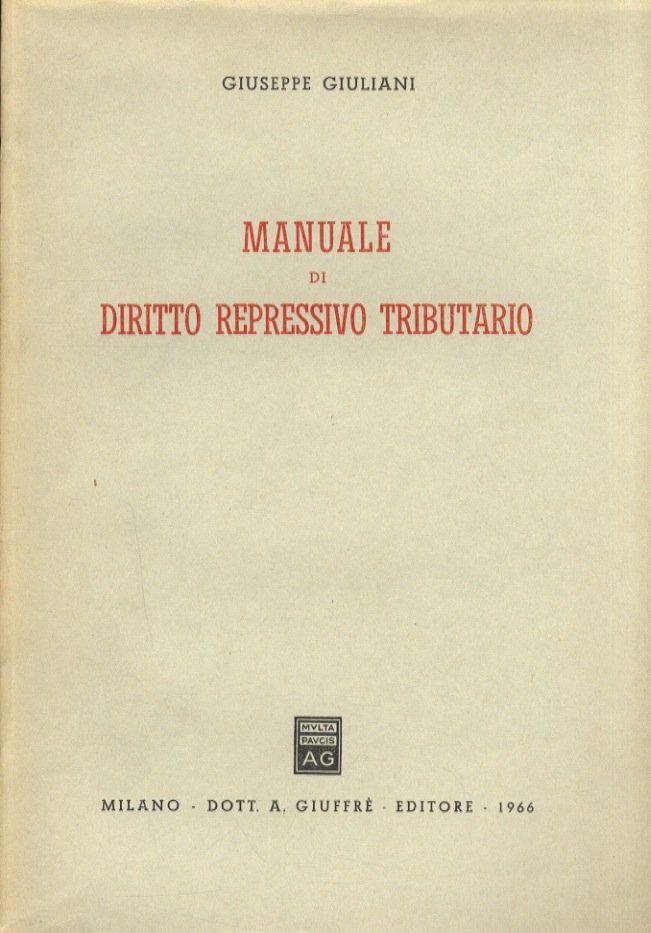 GIUSEPPE GIULIANI
MANUALE
DI
DIRITTO REPRESSIVO TRIBUTARIO
MVLTA
PAVCIS
AG
MILANO - DOTT. A. GIUFFRÈ - EDITORE - 1966